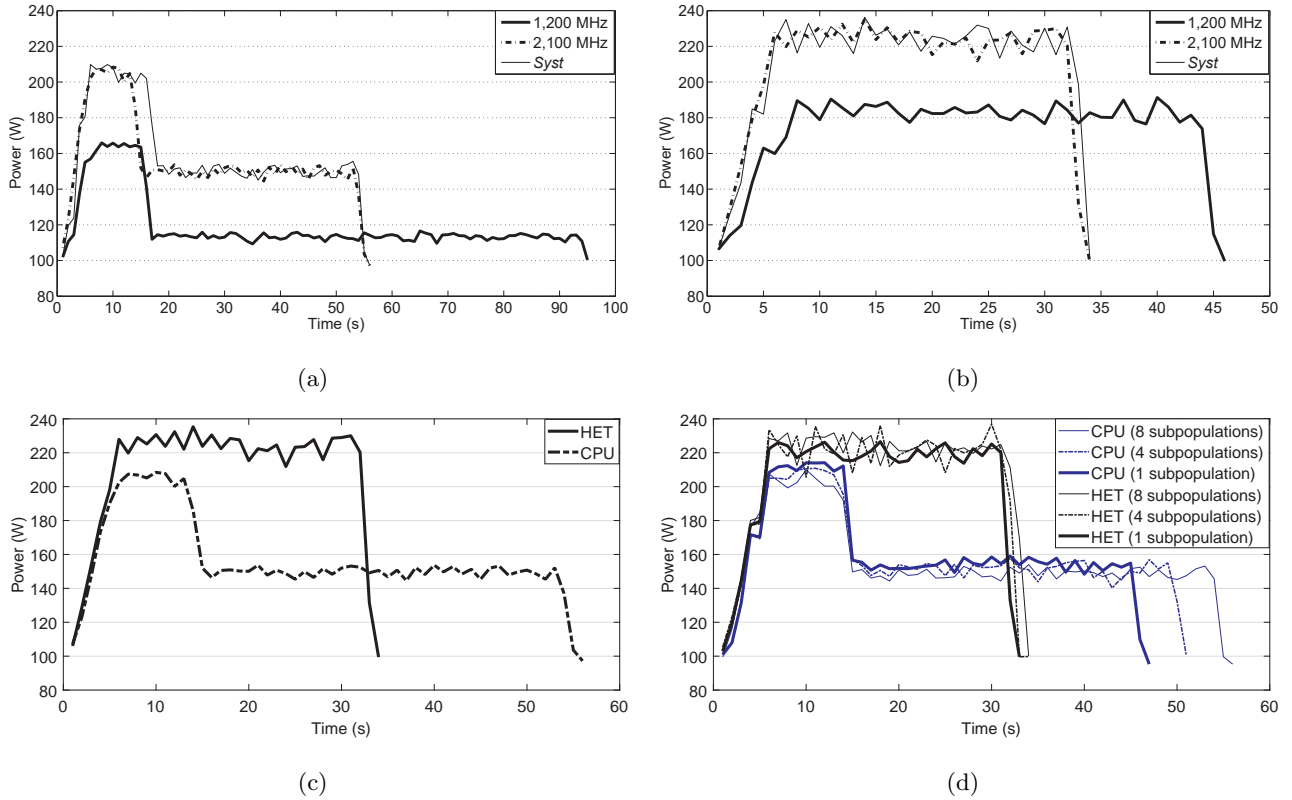 240
220
200
180
160
140
120
100
80
Power (W)
0 10 20 30 40 50 60 70 80 90 100
Time (s)
1,200 MHz
2,100 MHz
Syst
(a)
240
220
200
180
160
140
120
100
80
Power (W)
0 5 10 15 20 25 30 35 40 45 50
Time (s)
1,200 MHz
2,100 MHz
Syst
(b)
240
220
200
180
160
140
120
100
80
Power (W)
0 10 20 30 40 50 60
Time (s)
HET
CPU
(c)
240
220
200
180
160
140
120
100
80
Power (W)
0 10 20 30 40 50 60
Time (s)
CPU (8 subpopulations)
CPU (4 subpopulations)
CPU (1 subpopulation)
HET (8 subpopulations)
HET (4 subpopulations)
HET (1 subpopulation)
(d)